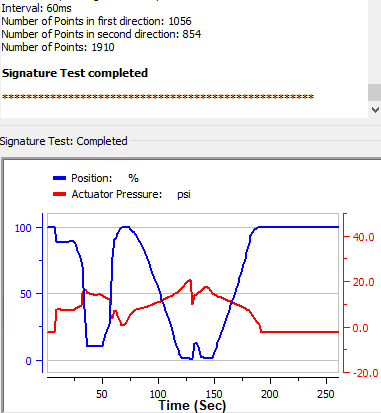 Interval: 60ms
Number of Points in first direction: 1056
Number of Points in second direction: 854
Number of Points: 1910
Signature Test completed
****************************************************
Signature Test: Completed
Position: %
Actuator Pressure: psi
100
50
0
40.0
20.0
0.0
-20.0
50
100
150
200
250
Time (Sec)